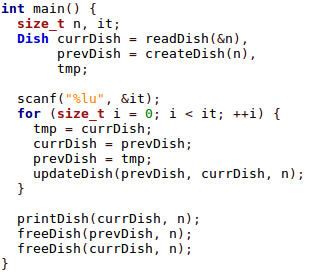 int main() {
  size_t n, it;
  Dish currDish = readDish(&n),
       prevDish = createDish(n),
       tmp;

  scanf("%lu", &it);
  for (size_t i = 0; i < it; ++i) {
    tmp = currDish;
    currDish = prevDish;
    prevDish = tmp;
    updateDish(prevDish, currDish, n);
  }

  printDish(currDish, n);
  freeDish(prevDish, n);
  freeDish(currDish, n);
}